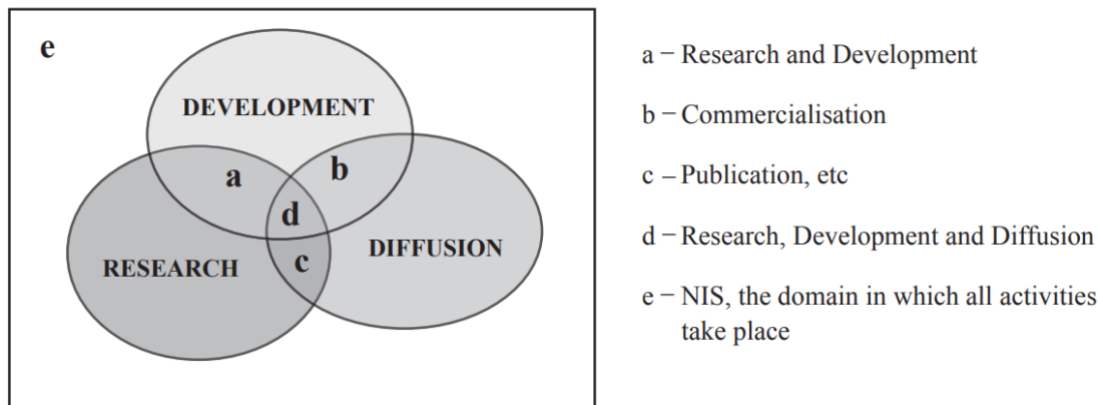 e
DEVELOPMENT
a
b
d
RESEARCH
c
DIFFUSION
a – Research and Development
b – Commercialisation
c – Publication, etc
d – Research, Development and Diffusion
e – NIS, the domain in which all activities
take place